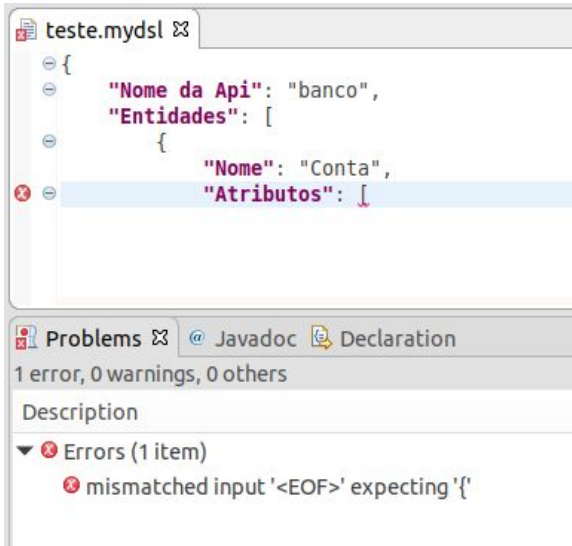 teste.mydsl
{
"Nome da Api": "banco",
"Entidades": [
{
"Nome": "Conta",
"Atributos": [
Problems @ Javadoc Declaration
1 error, 0 warnings, 0 others
Description
Errors (1 item)
mismatched input '<EOF>' expecting '{'